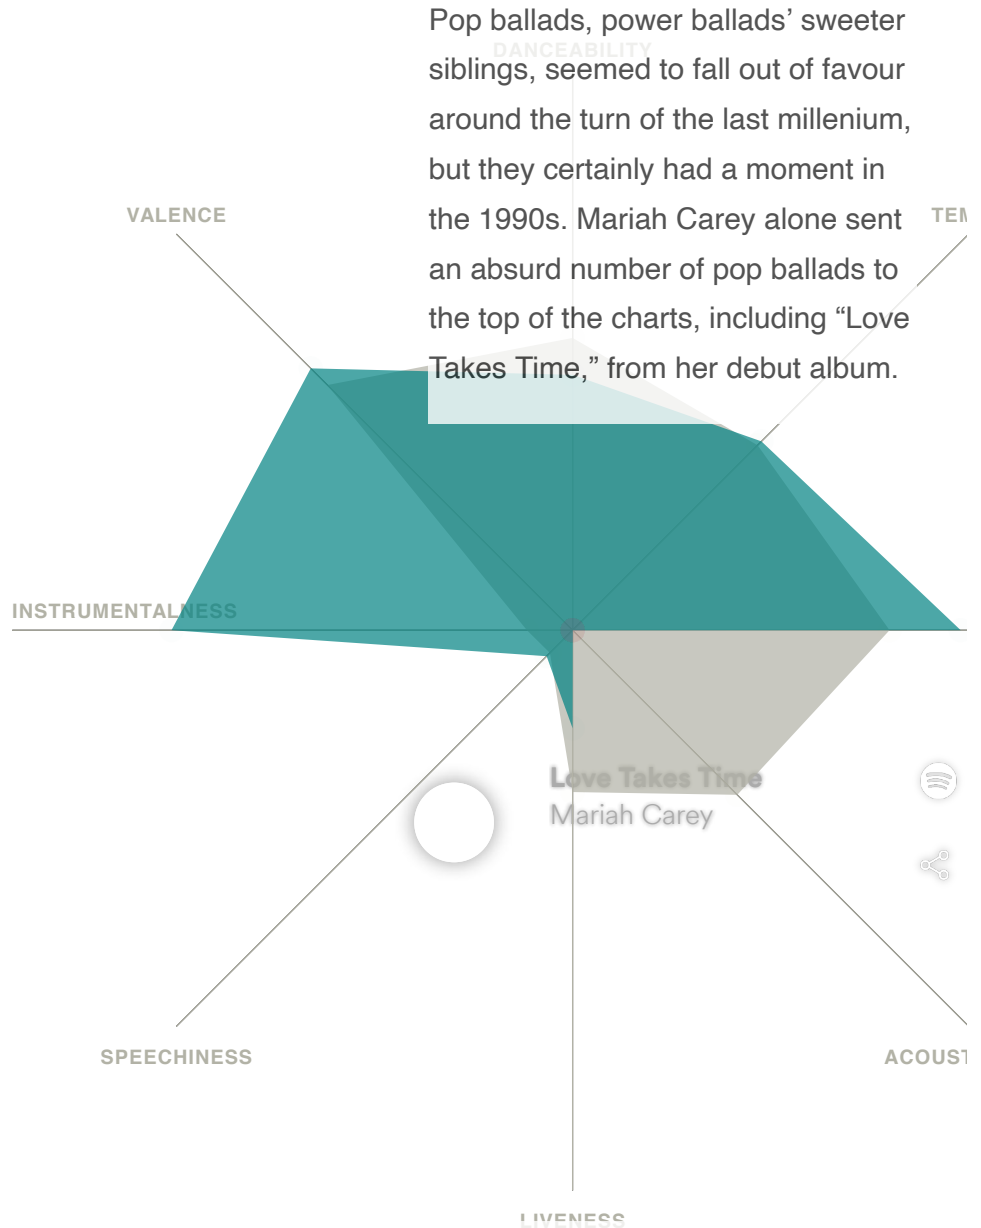 Pop ballads, power ballads’ sweeter
DANCEABILITY
siblings, seemed to fall out of favour
around the turn of the last millenium,
but they certainly had a moment in
the 1990s. Mariah Carey alone sent
an absurd number of pop ballads to
the top of the charts, including “Love
Takes Time,” from her debut album.
VALENCE
TEM
INSTRUMENTALNESS
Love Takes Time
Mariah Carey
SPEECHINESS
ACOUST
LIVENESS